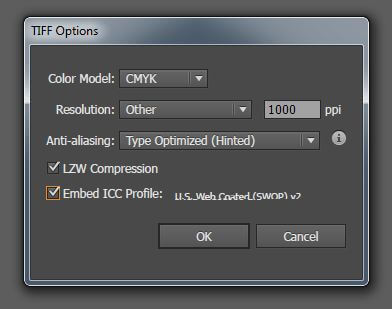 TIFF Options
Color Model: CMYK
Resolution: Other 1000 ppi
Anti-aliasing: Type Optimized (Hinted)
LZW Compression
Embed ICC Profile: U.S. Web Coated (SWOP) v2
OK Cancel